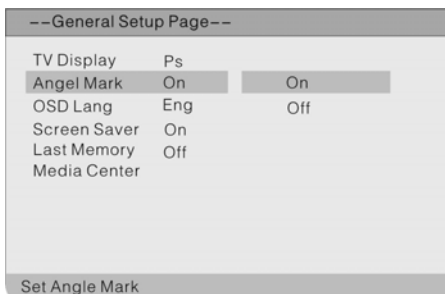 --General Setup Page--
TV Display Ps
Angel Mark On On
OSD Lang Eng Off
Screen Saver On
Last Memory Off
Media Center
Set Angle Mark